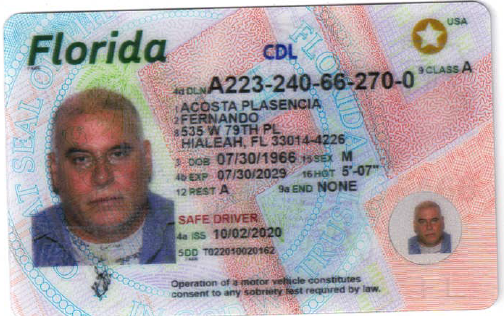 Florida
CDL
USA
9 CLASS A
4d DLN A223-240-66-270-0
1 ACOSTA PLASENCIA
2 FERNANDO
8 535 W 79TH PL
HIALEAH, FL 33014-4226
3 DOB 07/30/1966 15 SEX M
4b EXP 07/30/2029 16 HGT 5'-07"
12 REST A 9a END NONE
SAFE DRIVER
4a ISS 10/02/2020
5 DD T022010020162
Operation of a motor vehicle constitutes
consent to any sobriety test required by law.